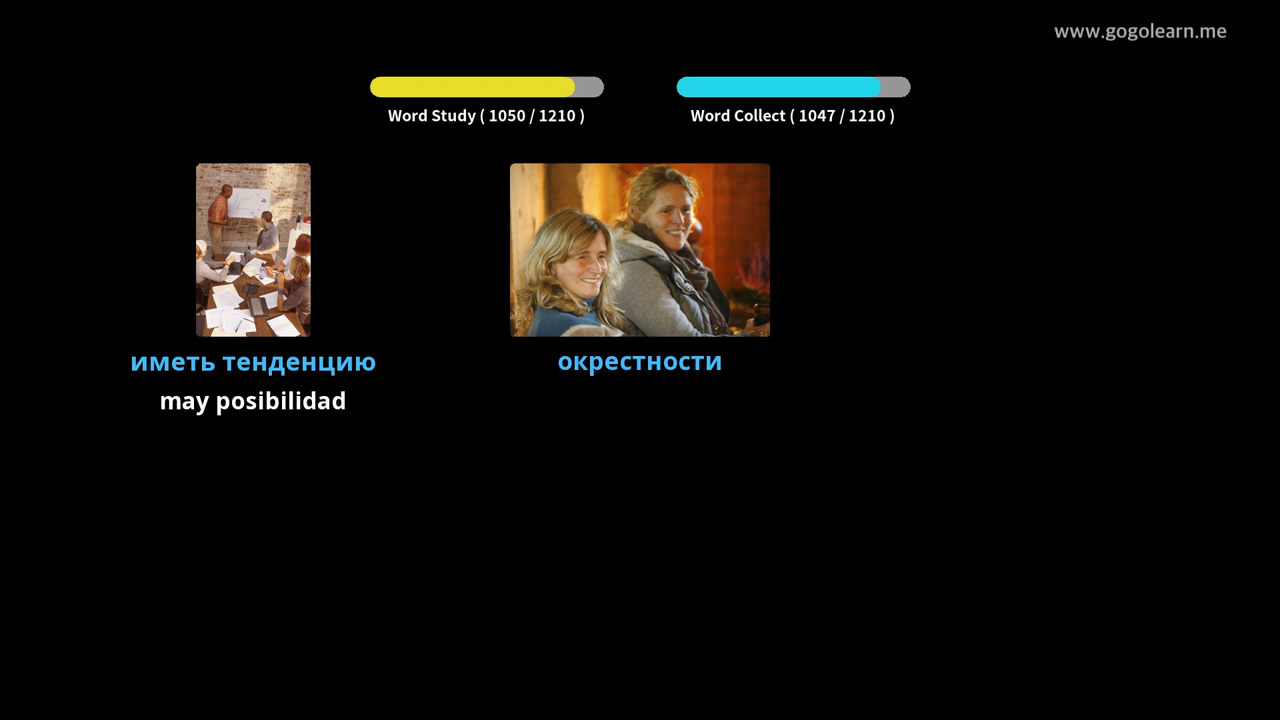 www.gogolearn.me
Word Study ( 1050 / 1210 )
Word Collect ( 1047 / 1210 )
иметь тенденцию
may posibilidad
окрестности